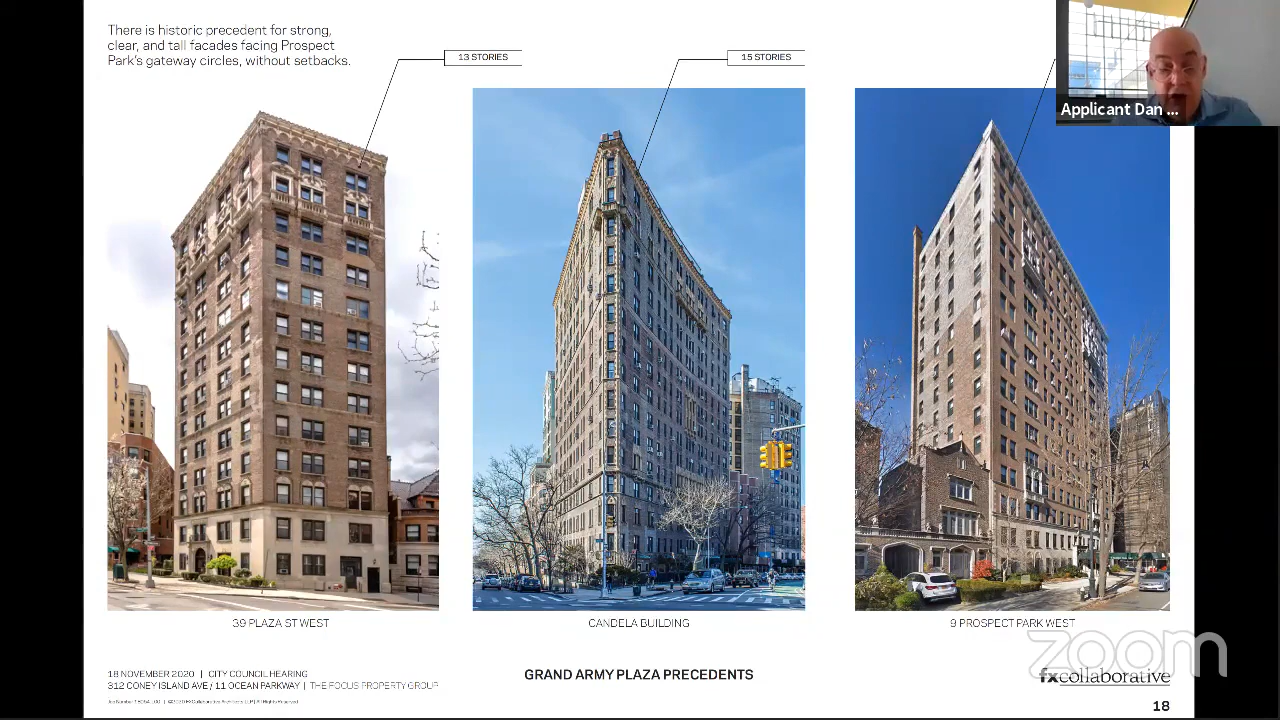 There is historic precedent for strong,
clear, and tall facades facing Prospect
Park's gateway circles, without setbacks.
13 STORIES
15 STORIES
Applicant Dan ...
39 PLAZA ST WEST
CANDELA BUILDING
9 PROSPECT PARK WEST
zoom
18 NOVEMBER 2020 | CITY COUNCIL HEARING
312 CONEY ISLAND AVE / 11 OCEAN PARKWAY | THE FOCUS PROPERTY GROUP
GRAND ARMY PLAZA PRECEDENTS
fxcollaborative
18